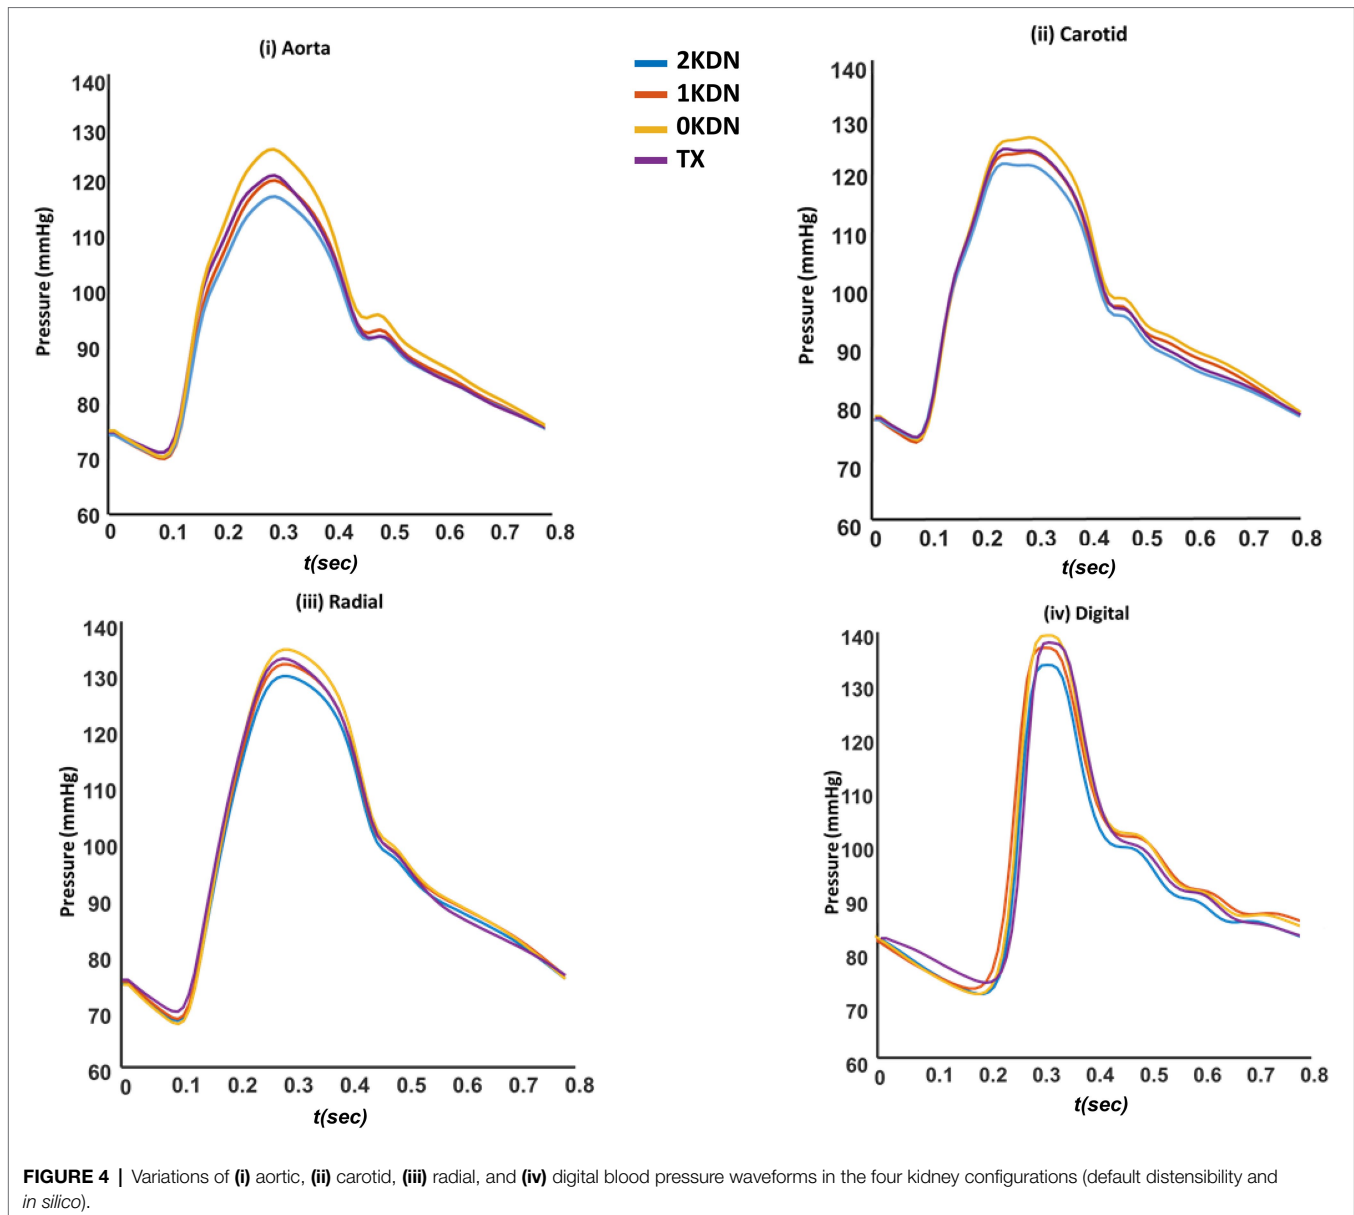 (i) Aorta
140
130
120
110
100
90
80
70
60
0 0.1 0.2 0.3 0.4 0.5 0.6 0.7 0.8
Pressure (mmHg)
t(sec)
2KDN
1KDN
0KDN
TX
(ii) Carotid
140
130
120
110
100
90
80
70
60
0 0.1 0.2 0.3 0.4 0.5 0.6 0.7 0.8
Pressure (mmHg)
t(sec)
(iii) Radial
140
130
120
110
100
90
80
70
60
0 0.1 0.2 0.3 0.4 0.5 0.6 0.7 0.8
Pressure (mmHg)
t(sec)
(iv) Digital
140
130
120
110
100
90
80
70
60
0 0.1 0.2 0.3 0.4 0.5 0.6 0.7 0.8
Pressure (mmHg)
t(sec)
FIGURE 4 | Variations of (i) aortic, (ii) carotid, (iii) radial, and (iv) digital blood pressure waveforms in the four kidney configurations (default distensibility and
in silico).